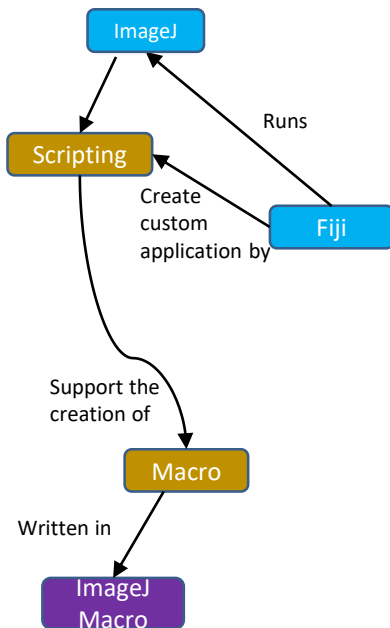 ImageJ
Runs
Scripting
Create
custom
application by
Fiji
Support the
creation of
Macro
Written in
ImageJ
Macro